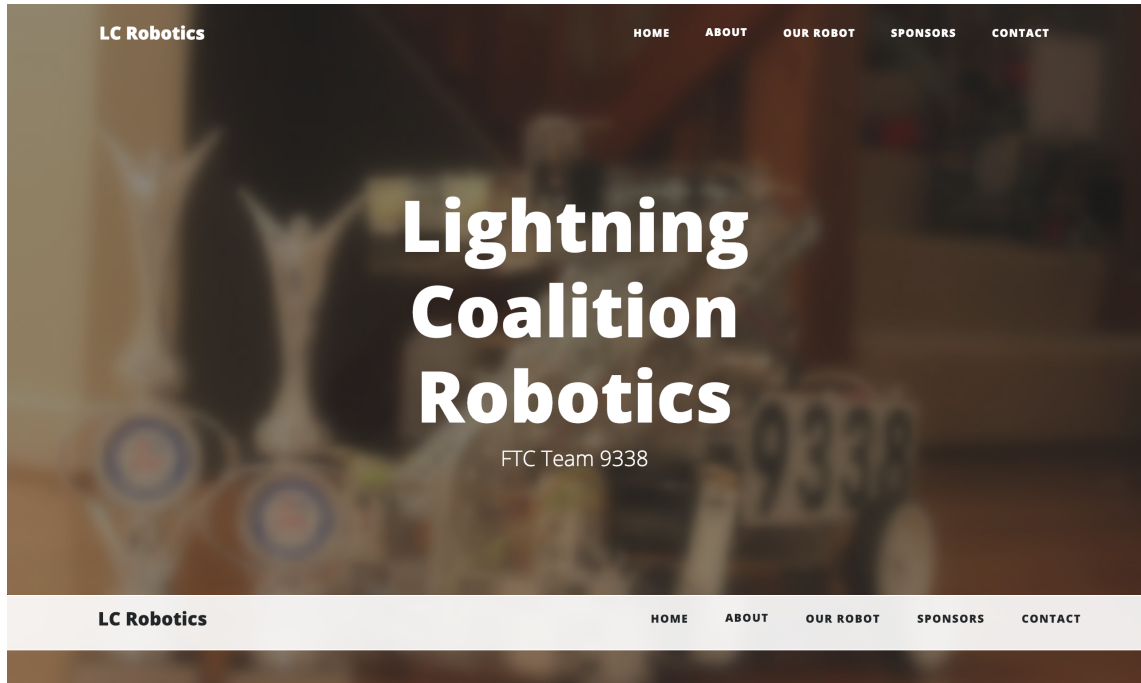 LC Robotics HOME ABOUT OUR ROBOT SPONSORS CONTACT
Lightning
Coalition
Robotics
FTC Team 9338
9338
LC Robotics HOME ABOUT OUR ROBOT SPONSORS CONTACT